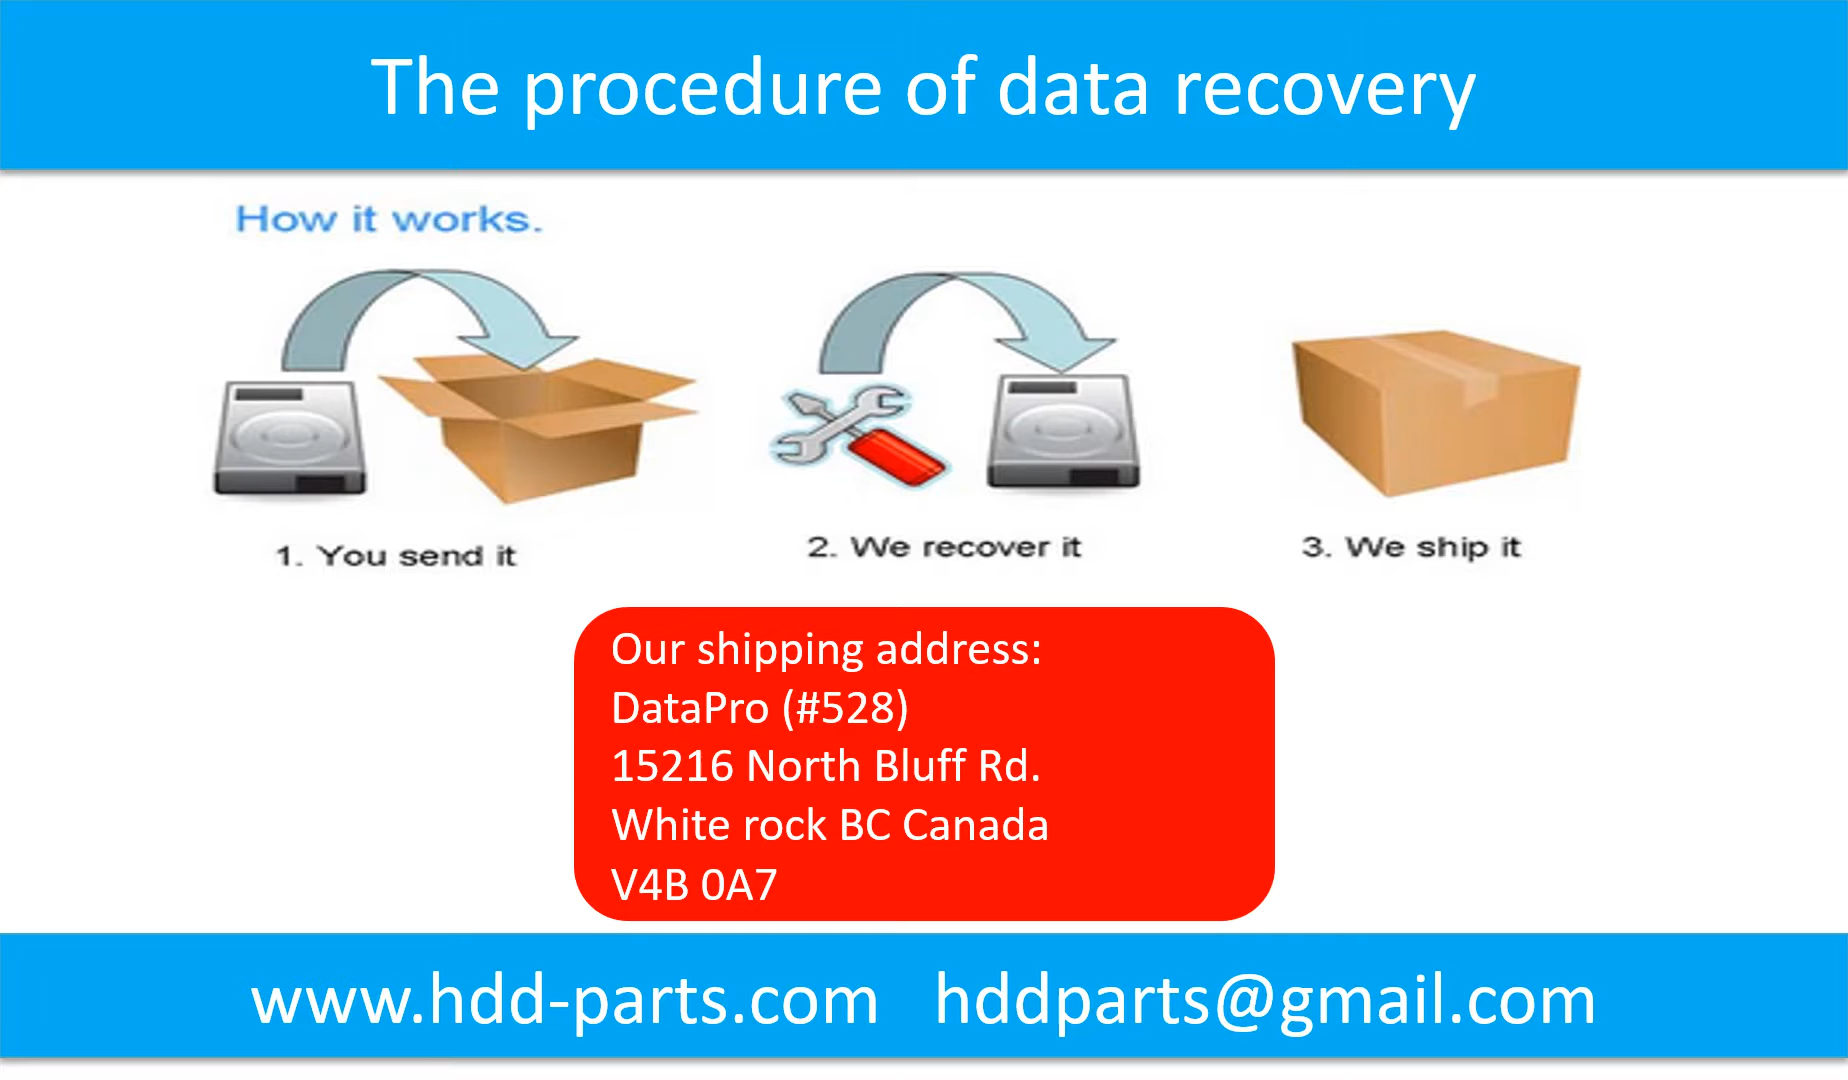 The procedure of data recovery
How it works.
1. You send it
2. We recover it
3. We ship it
Our shipping address:
DataPro (#528)
15216 North Bluff Rd.
White rock BC Canada
V4B 0A7
www.hdd-parts.com hddparts@gmail.com